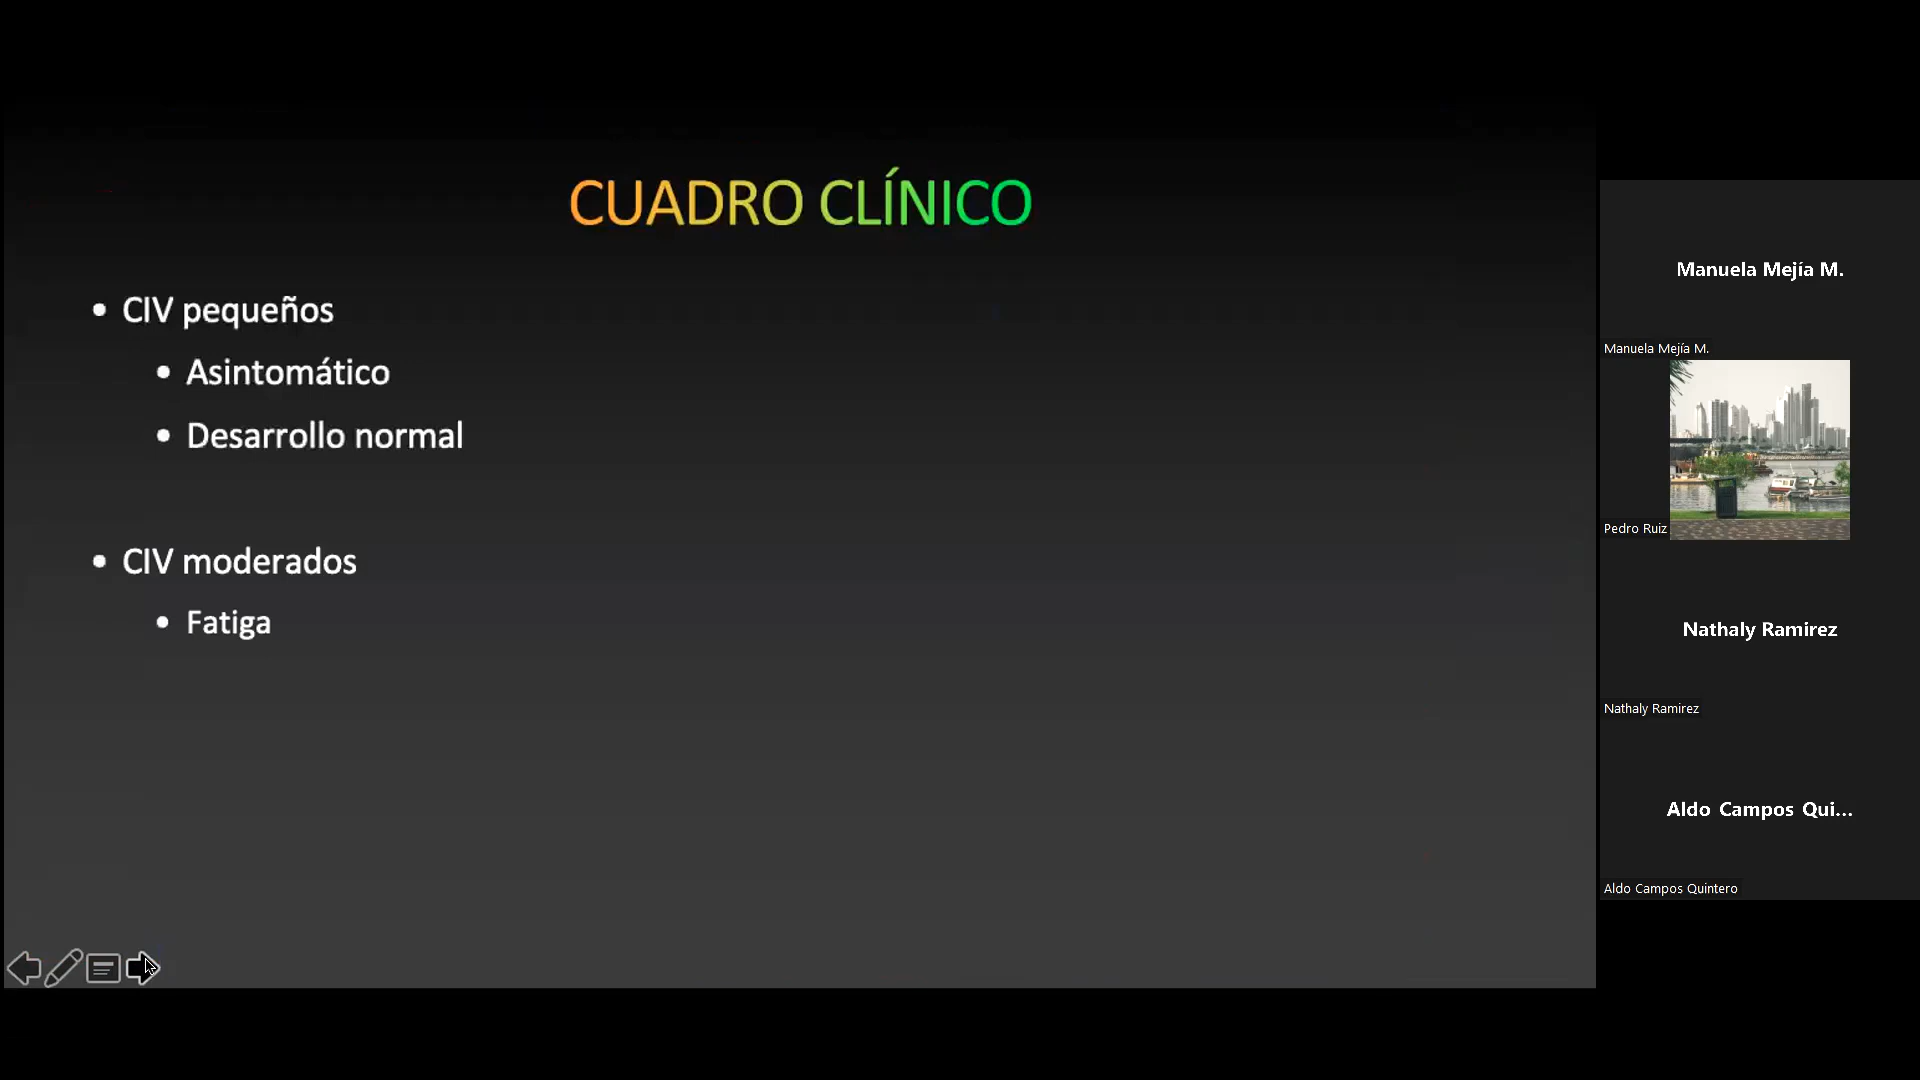 CUADRO CLÍNICO
• CIV pequeños
• Asintomático
• Desarrollo normal
• CIV moderados
• Fatiga
Manuela Mejía M.
Manuela Mejía M.
Pedro Ruiz
Nathaly Ramirez
Nathaly Ramirez
Aldo Campos Qui...
Aldo Campos Quintero